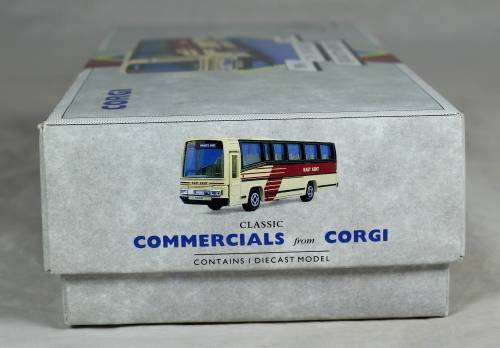 CORGI
EAST KENT
CLASSIC
COMMERCIALS from CORGI
CONTAINS 1 DIECAST MODEL